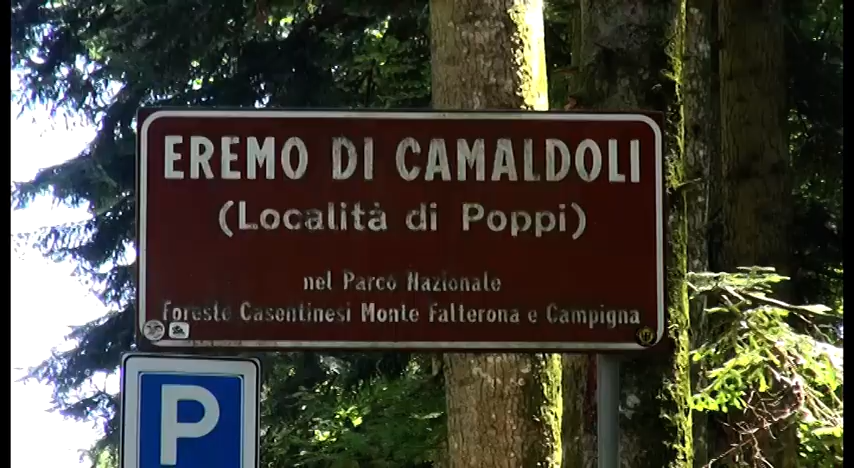 EREMO DI CAMALDOLI
(Località di Poppi)
nel Parco Nazionale
Foreste Casentinesi Monte Falterona e Campigna
P